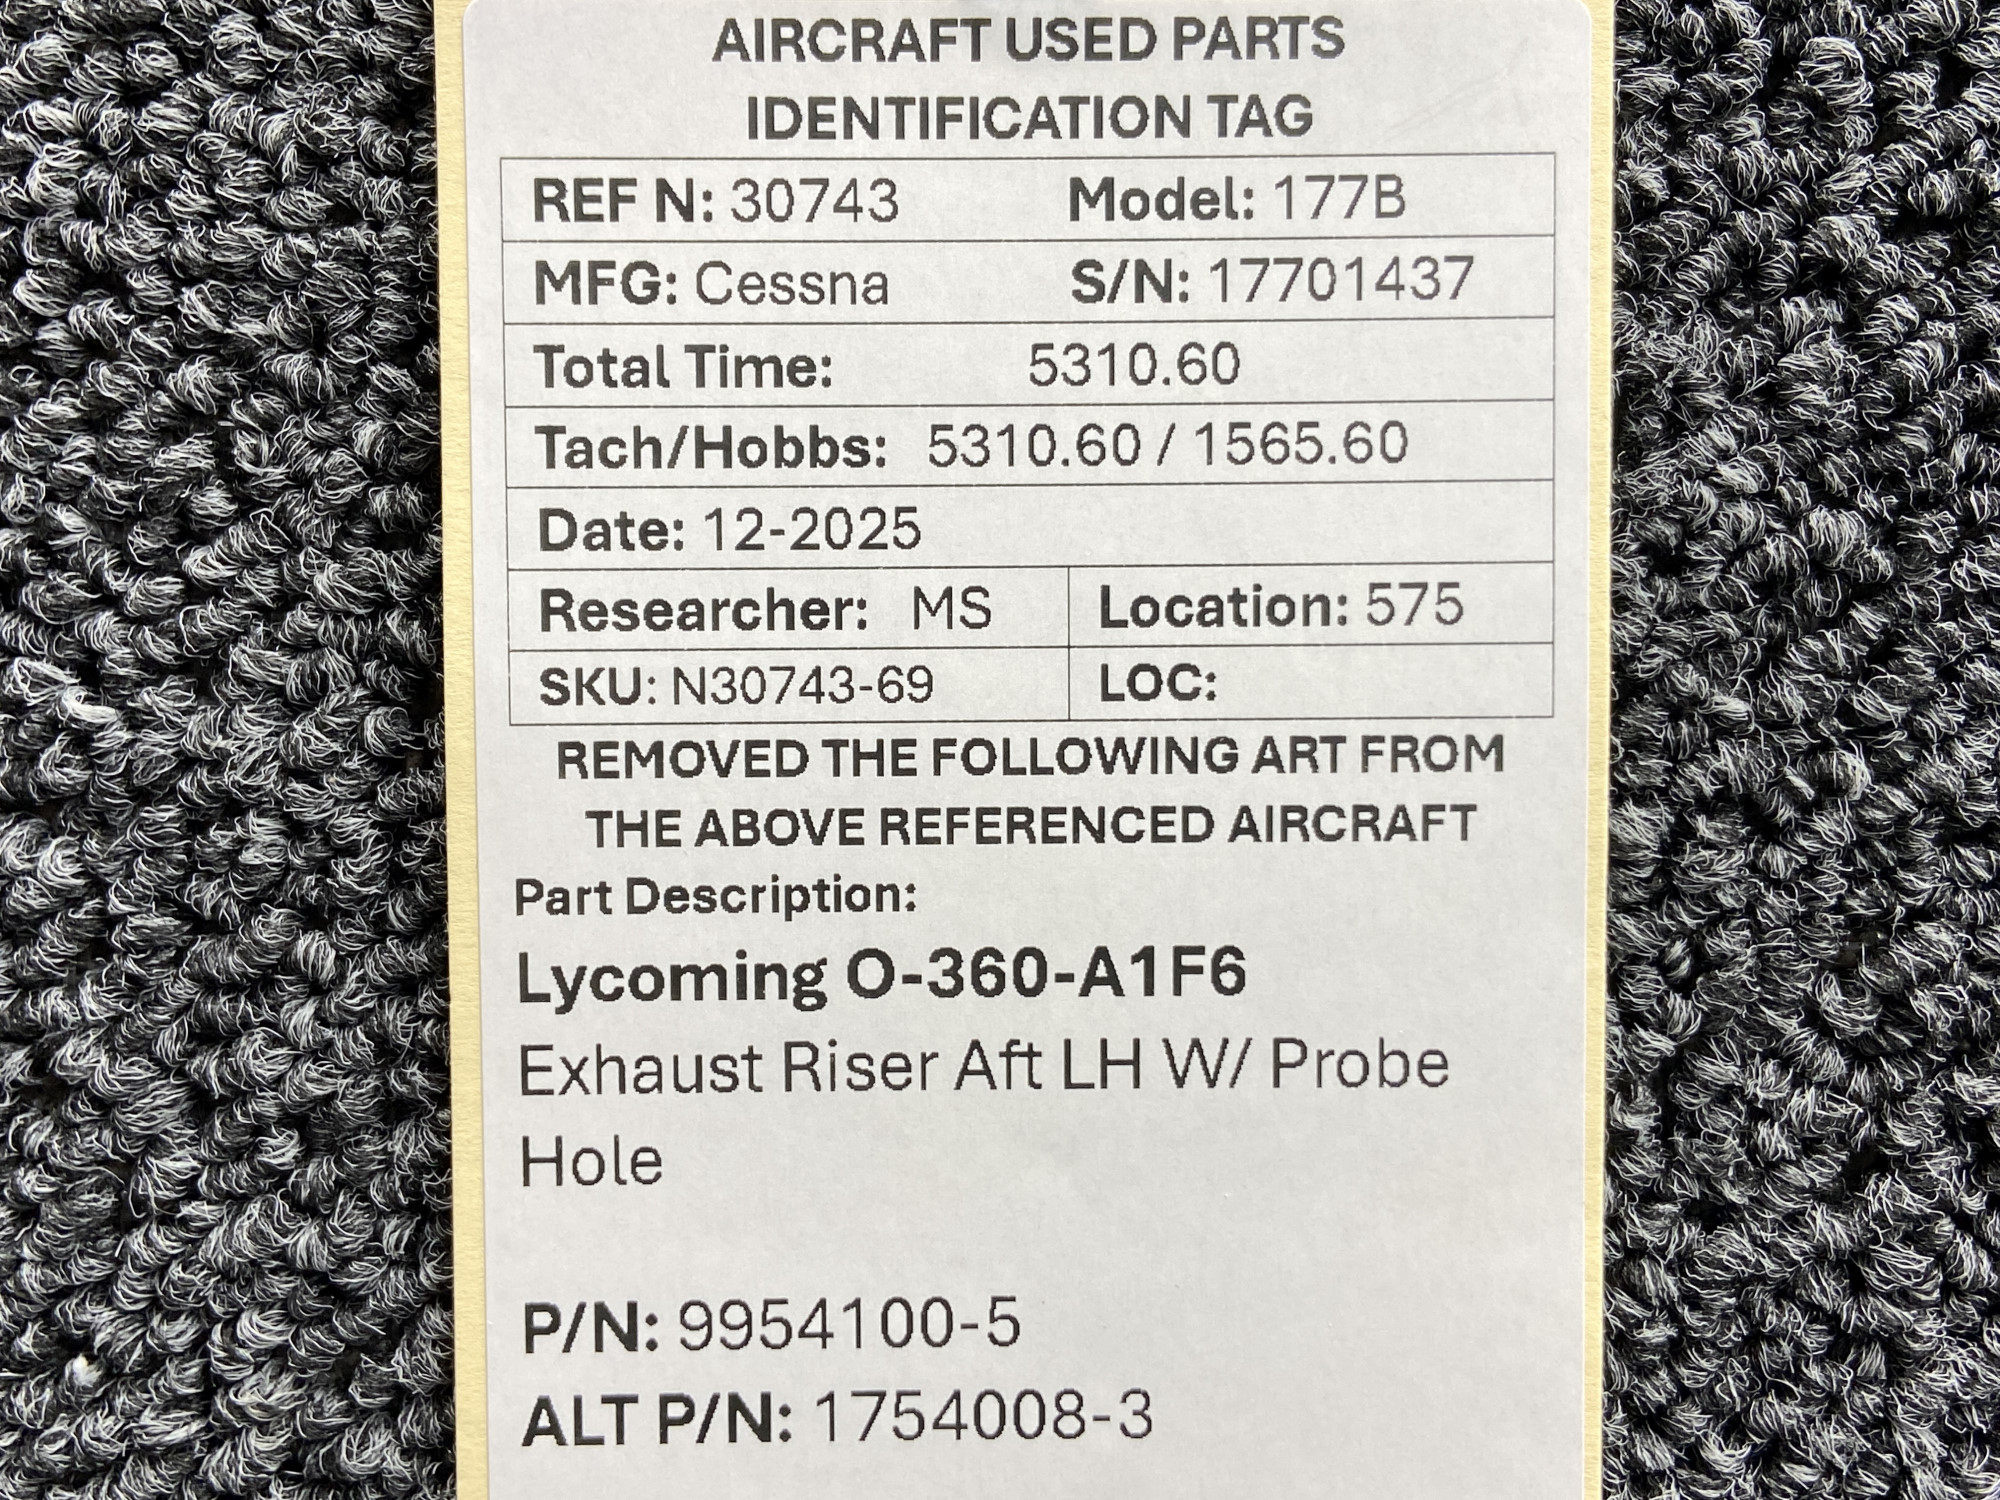 AIRCRAFT USED PARTS
IDENTIFICATION TAG
REF N: 30743 Model: 177B
MFG: Cessna S/N: 17701437
Total Time: 5310.60
Tach/Hobbs: 5310.60 / 1565.60
Date: 12-2025
Researcher: MS Location: 575
SKU: N30743-69 LOC:
REMOVED THE FOLLOWING ART FROM
THE ABOVE REFERENCED AIRCRAFT
Part Description:
Lycoming O-360-A1F6
Exhaust Riser Aft LH W/ Probe
Hole
P/N: 9954100-5
ALT P/N: 1754008-3